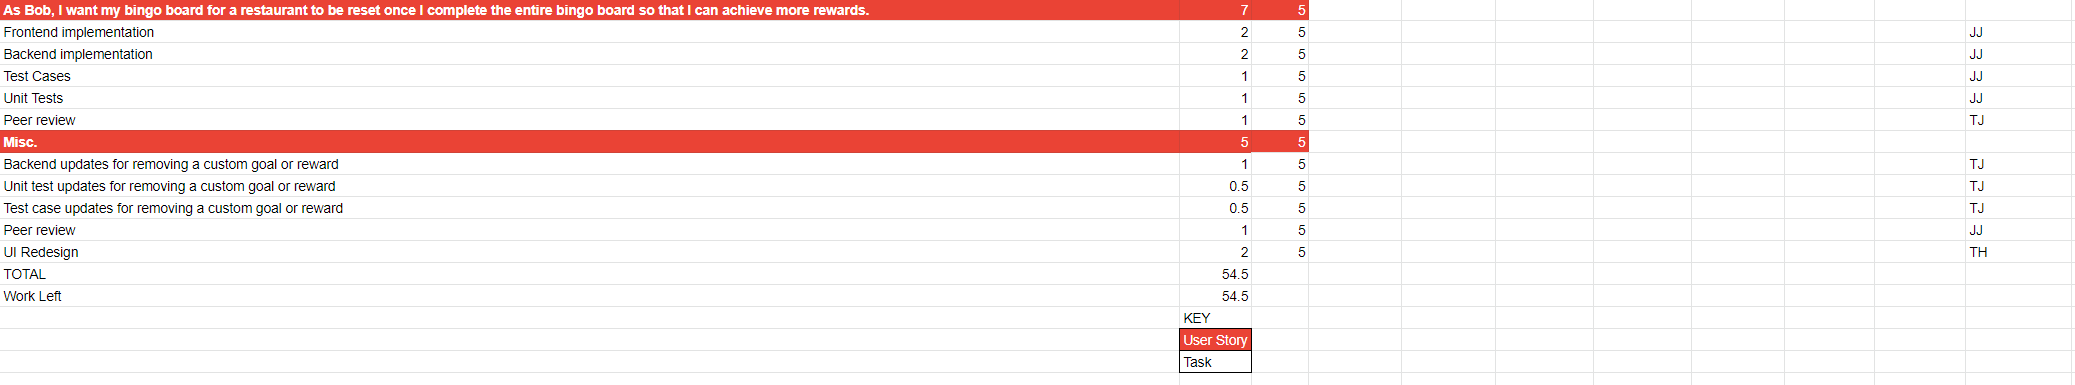 As Bob, I want my bingo board for a restaurant to be reset once I complete the entire bingo board so that I can achieve more rewards. 7 5
Frontend implementation 2 5 JJ
Backend implementation 2 5 JJ
Test Cases 1 5 JJ
Unit Tests 1 5 JJ
Peer review 1 5 TJ
Misc. 5 5
Backend updates for removing a custom goal or reward 1 5 TJ
Unit test updates for removing a custom goal or reward 0.5 5 TJ
Test case updates for removing a custom goal or reward 0.5 5 TJ
Peer review 1 5 JJ
UI Redesign 2 5 TH
TOTAL 54.5
Work Left 54.5
KEY
User Story
Task